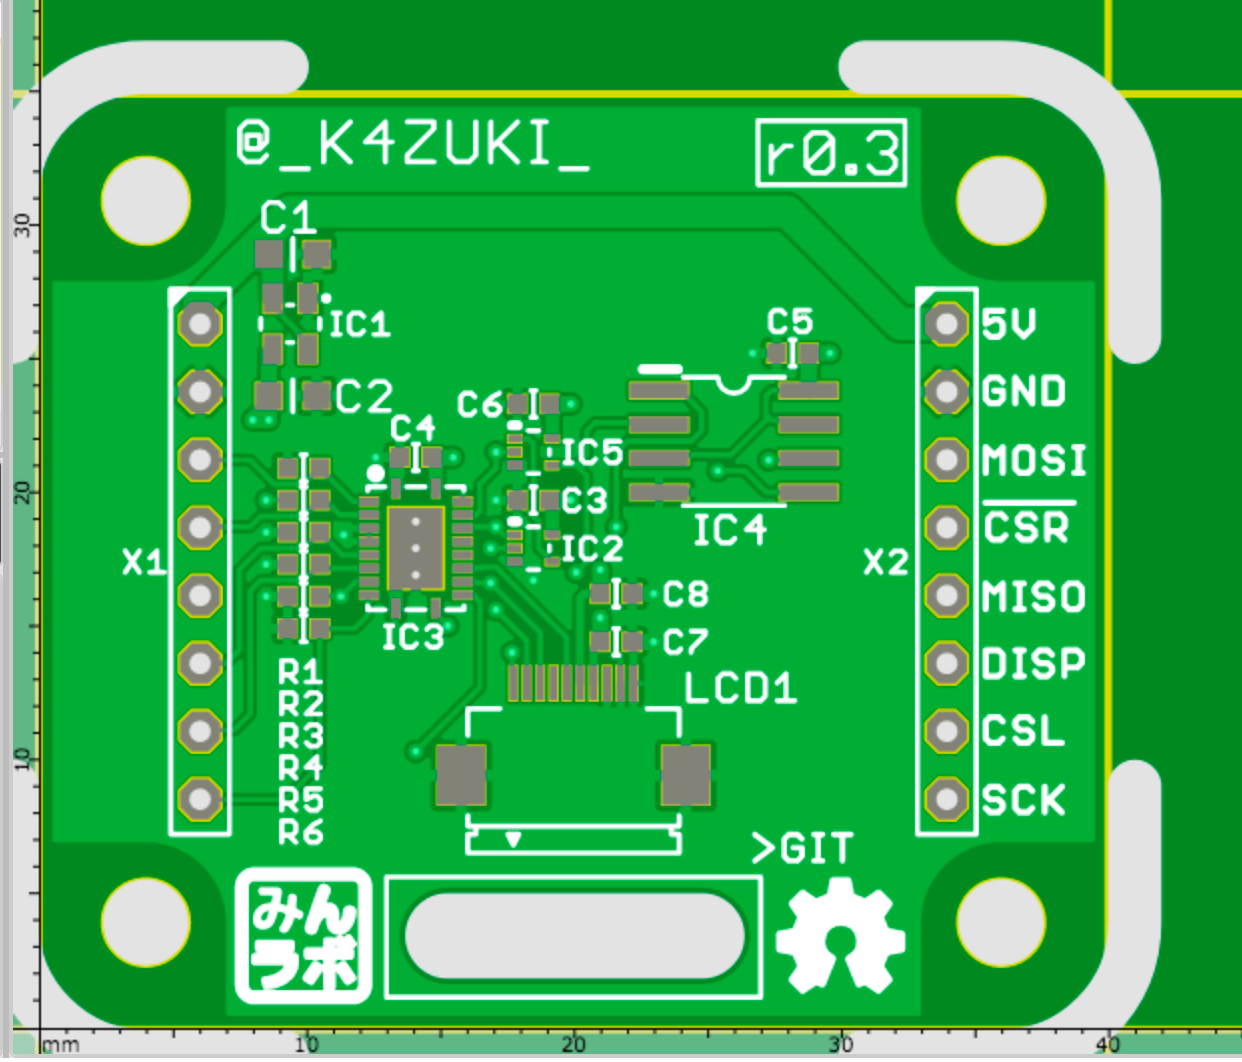 @_K4ZUKI_
r0.3
C1
30
IC1
C5
5V
C2
GND
C6
C4
IC5
MOSI
20
C3
IC4
CSR
X1
IC2
X2
C8
MISO
IC3
C7
R1
DISP
R2
LCD1
R3
CSL
10
R4
R5
SCK
R6
>GIT
みん
ラボ
mm
10
20
30
40